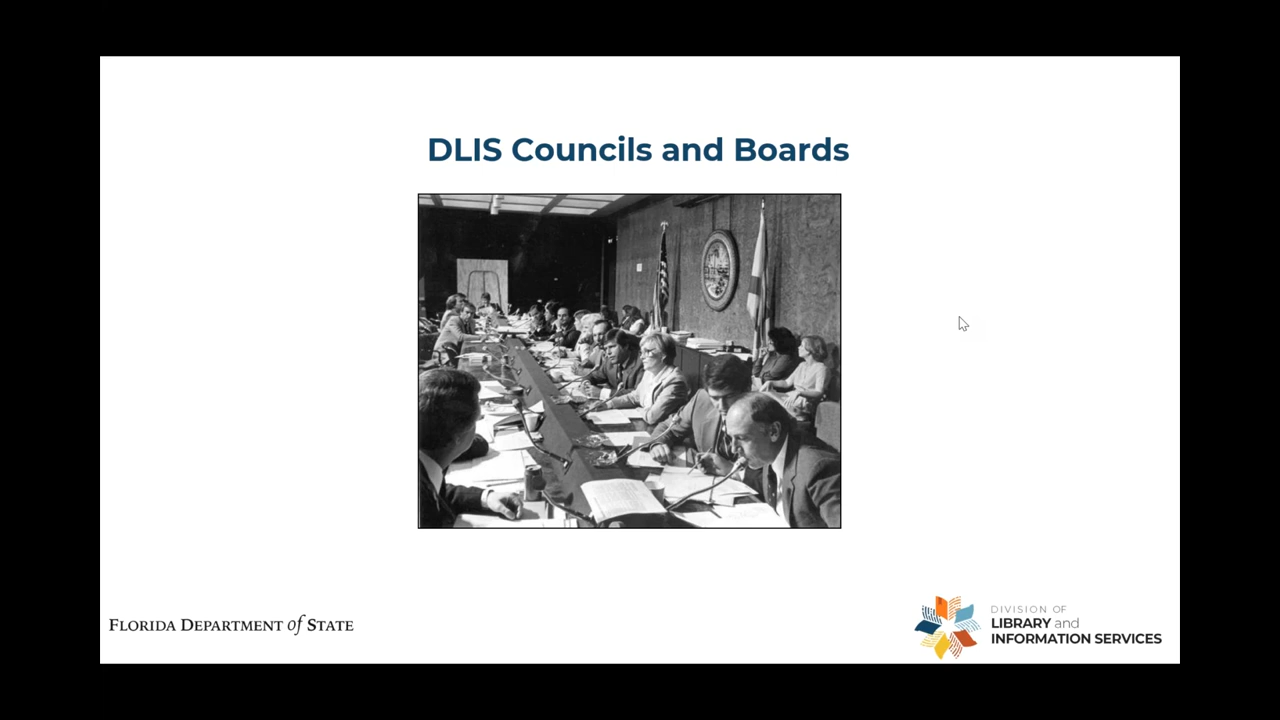 DLIS Councils and Boards
FLORIDA DEPARTMENT of STATE
DIVISION OF
LIBRARY and
INFORMATION SERVICES